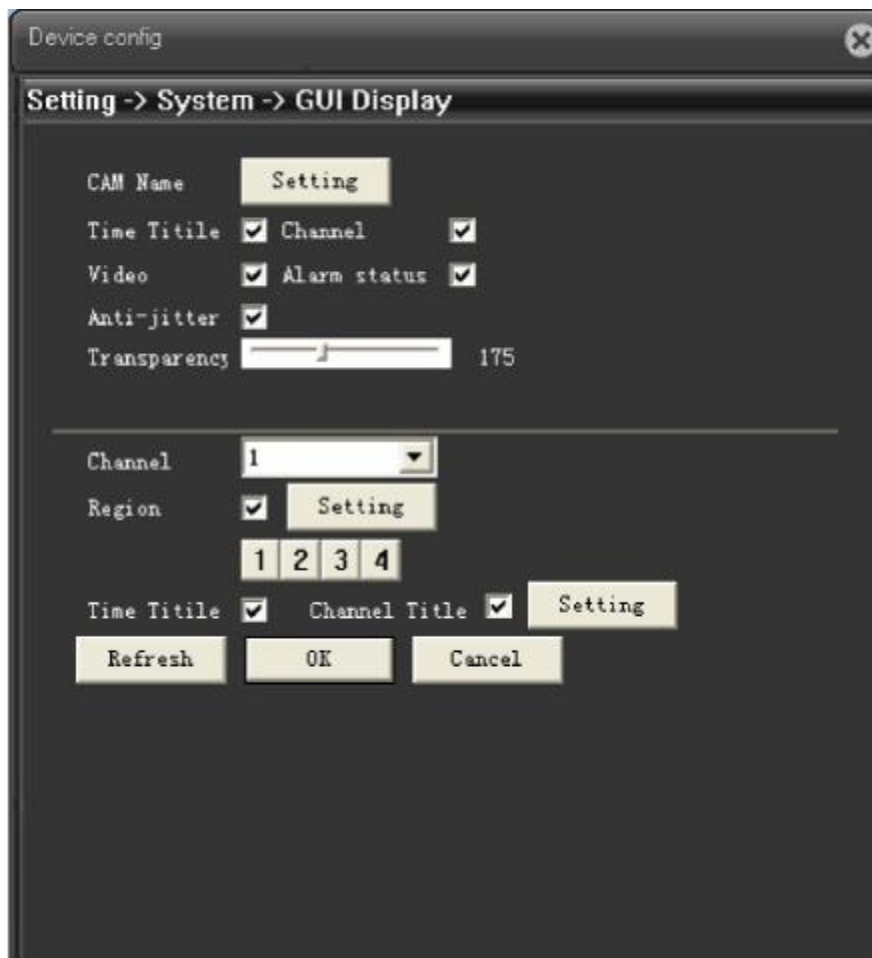 Device config
Setting -> System -> GUI Display
CAM Name Setting
Time Titile Channel
Video Alarm status
Anti-jitter
Transparency 175
Channel 1
Region Setting
1 2 3 4
Time Titile Channel Title Setting
Refresh OK Cancel